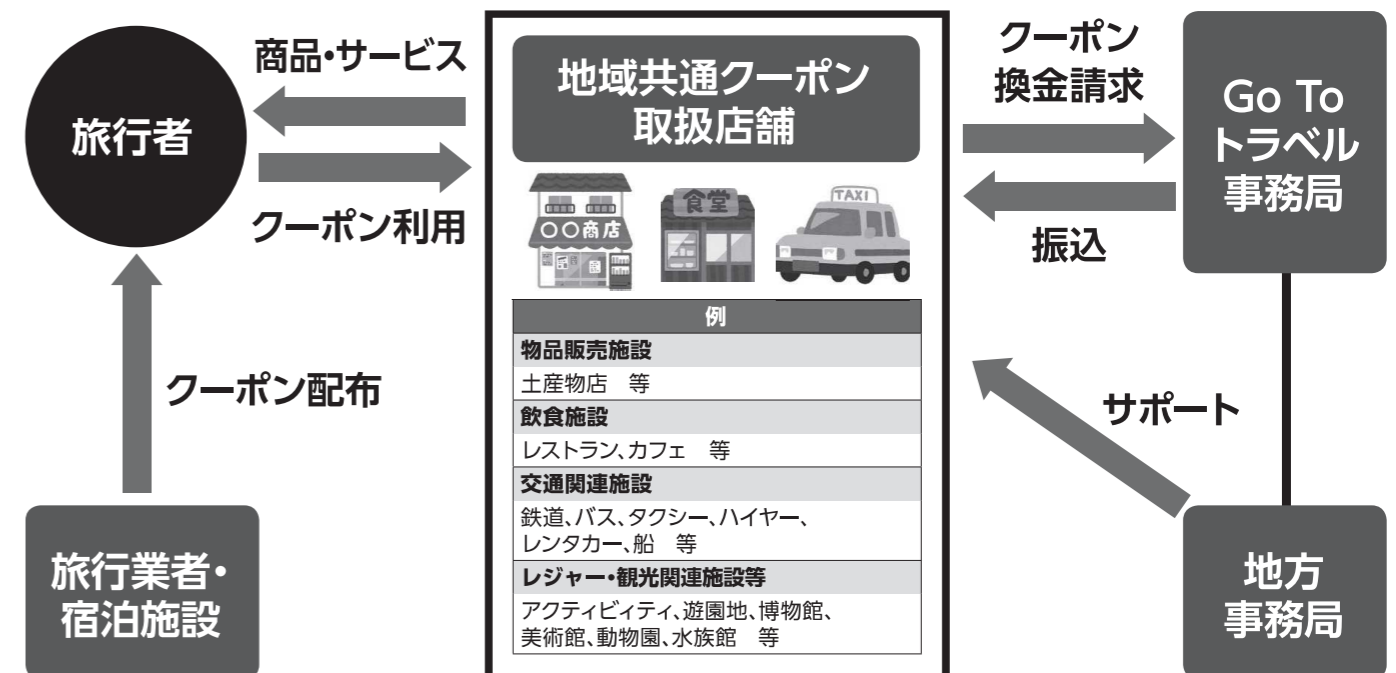 旅行者
商品・サービス
クーポン利用
クーポン配布
旅行業者・
宿泊施設
地域共通クーポン
取扱店舗
〇〇商店
食堂
TAXI
例
物品販売施設
土産物店 等
飲食施設
レストラン、カフェ 等
交通関連施設
鉄道、バス、タクシー、ハイヤー、
レンタカー、船 等
レジャー・観光関連施設等
アクティビィティ、遊園地、博物館、
美術館、動物園、水族館 等
クーポン
換金請求
振込
サポート
Go To
トラベル
事務局
地方
事務局